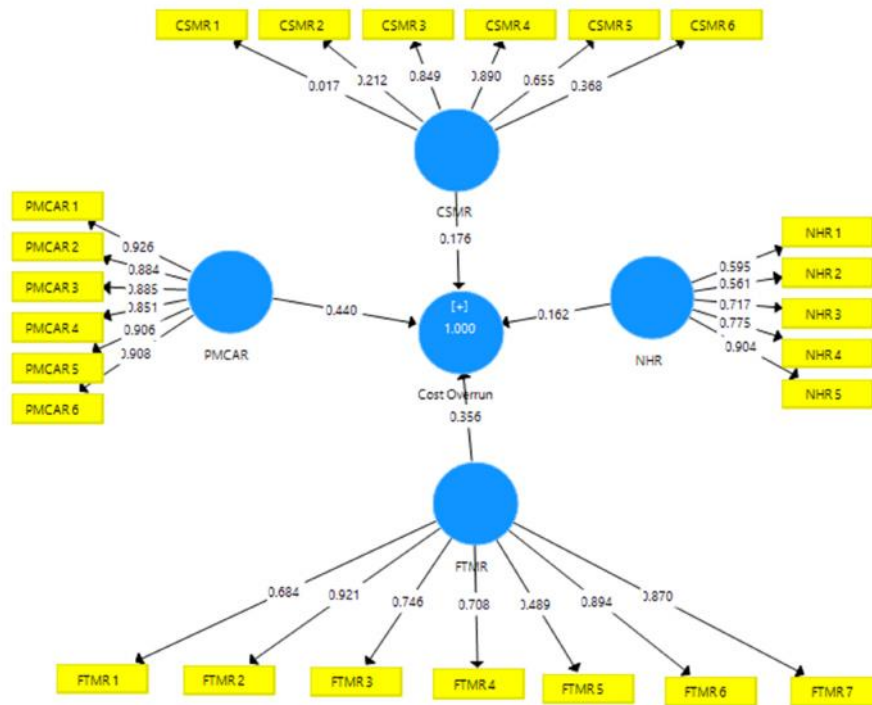 CSMR 1
CSMR 2
CSMR 3
CSMR 4
CSMR 5
CSMR 6
0.017
0.212
0.849
0.890
0.655
0.368
CSMR
0.176
PMCAR 1
PMCAR 2
PMCAR 3
PMCAR 4
PMCAR 5
PMCAR 6
0.926
0.884
0.885
0.851
0.906
0.908
PMCAR
0.440
[+]
1.000
Cost Overrun
0.162
NHR
0.595
0.561
0.717
0.775
0.904
NHR 1
NHR 2
NHR 3
NHR 4
NHR 5
0.356
FTMR
0.684
0.921
0.746
0.708
0.489
0.894
0.870
FTMR 1
FTMR 2
FTMR 3
FTMR 4
FTMR 5
FTMR 6
FTMR 7